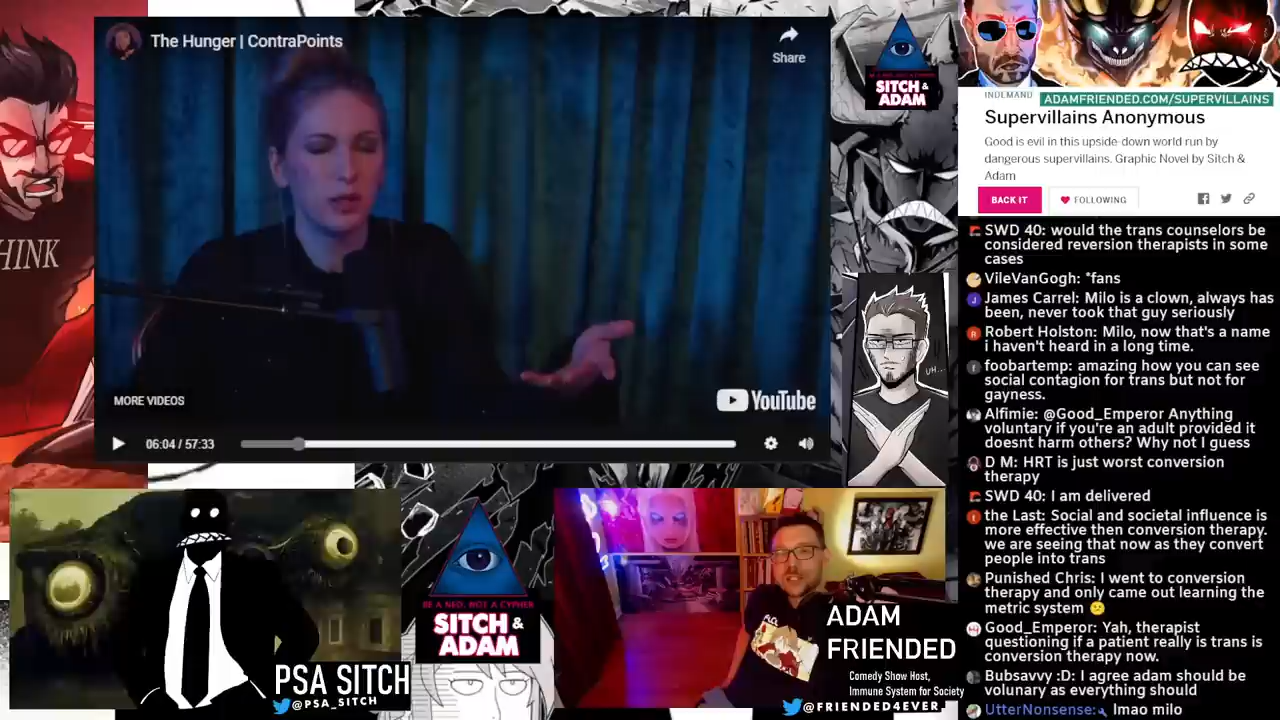 The Hunger | ContraPoints
Share
MORE VIDEOS
YouTube
06:04 / 57:33
HINK
BE A NEO, NOT A CYPHER
SITCH &
ADAM
UH...
INDEMAND
ADAMFRIENDED.COM/SUPERVILLAINS
Supervillains Anonymous
Good is evil in this upside-down world run by
dangerous supervillains. Graphic Novel by Sitch &
Adam
BACK IT
FOLLOWING
SWD 40: would the trans counselors be
considered reversion therapists in some
cases
VileVanGogh: *fans
James Carrel: Milo is a clown, always has
been, never took that guy seriously
Robert Holston: Milo, now that's a name
i haven't heard in a long time.
foobartemp: amazing how you can see
social contagion for trans but not for
gayness.
Alfimie: @Good_Emperor Anything
voluntary if you're an adult provided it
doesnt harm others? Why not I guess
D M: HRT is just worst conversion
therapy
SWD 40: I am delivered
the Last: Social and societal influence is
more effective then conversion therapy.
we are seeing that now as they convert
people into trans
Punished Chris: I went to conversion
therapy and only came out learning the
metric system 😕
Good_Emperor: Yah, therapist
questioning if a patient really is trans is
conversion therapy now.
Bubsavvy :D: I agree adam should be
volunary as everything should
UtterNonsense: lmao milo
PSA SITCH
@PSA_SITCH
BE A NEO, NOT A CYPHER
SITCH &
ADAM
ADAM
FRIENDED
Comedy Show Host,
Immune System for Society
@FRIENDED4EVER